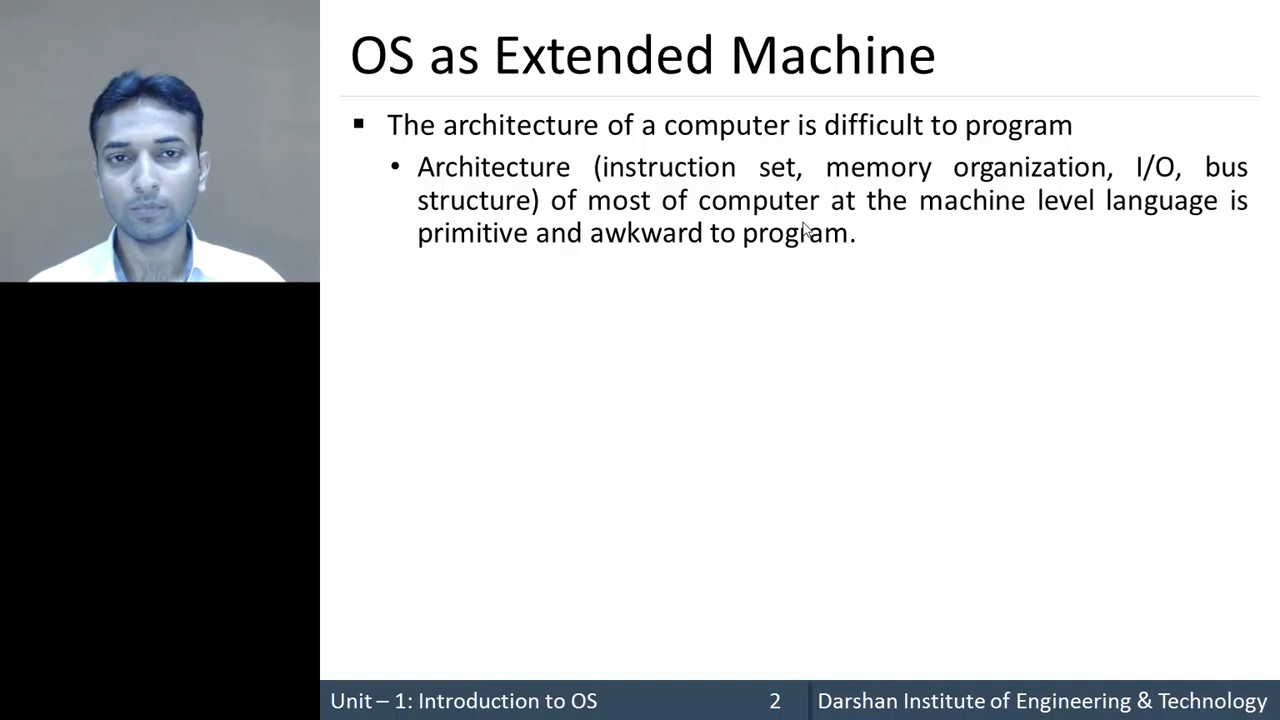 OS as Extended Machine
▪ The architecture of a computer is difficult to program
• Architecture (instruction set, memory organization, I/O, bus
structure) of most of computer at the machine level language is
primitive and awkward to program.
Unit – 1: Introduction to OS 2 Darshan Institute of Engineering & Technology